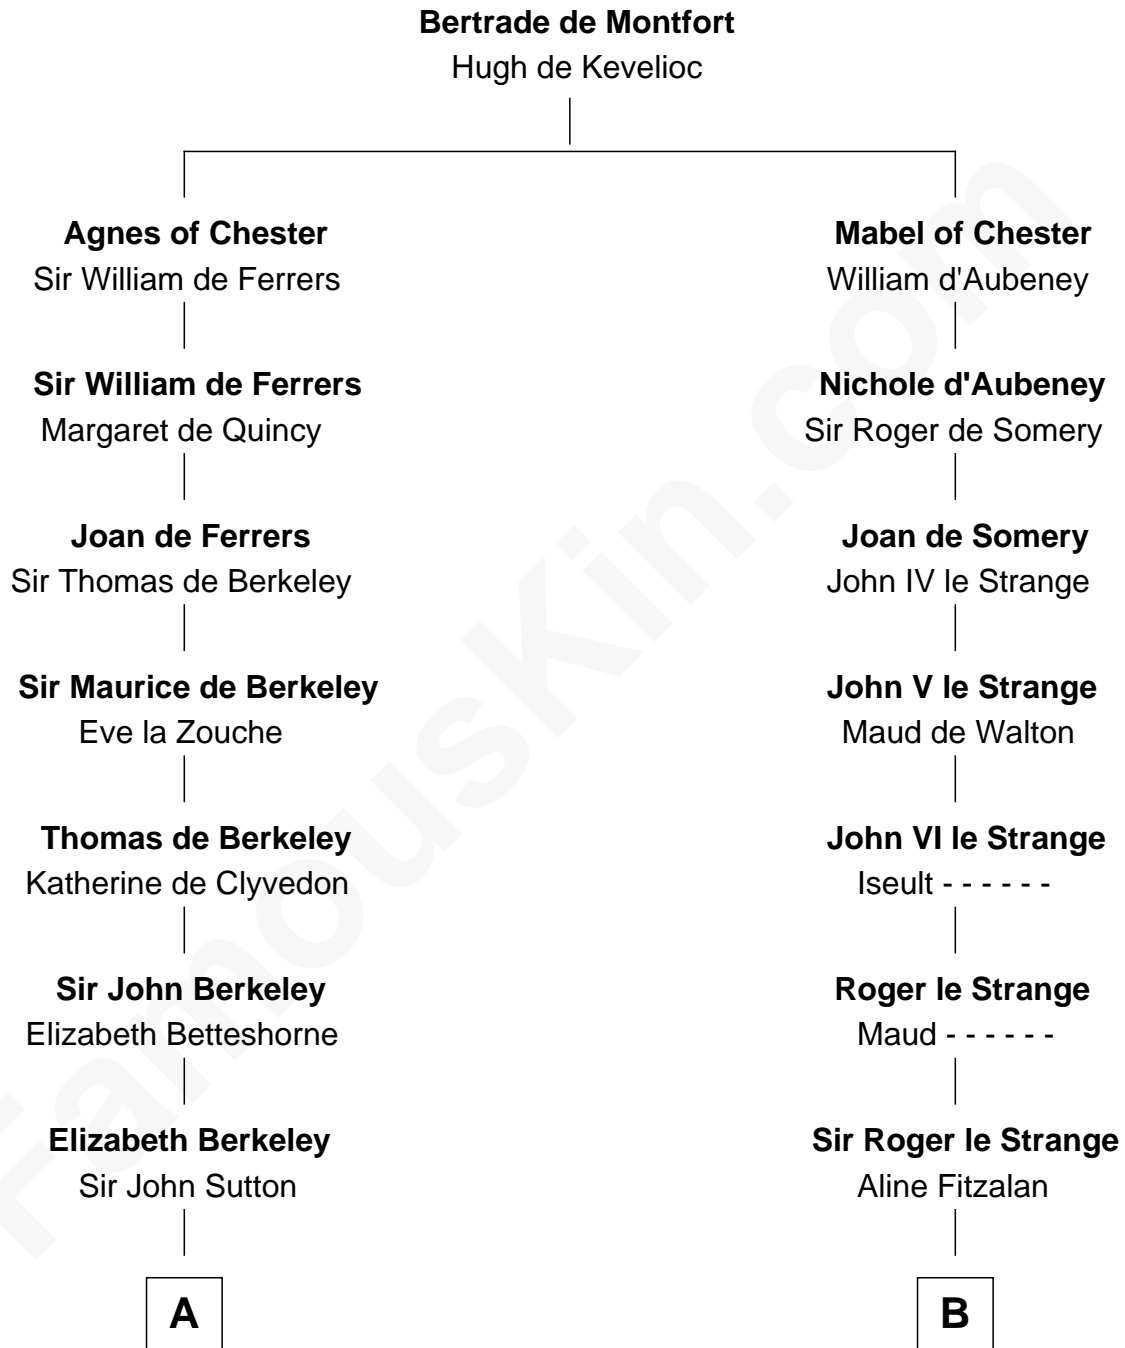 Bertrade de Montfort
Hugh de Kevelioc
Agnes of Chester
Sir William de Ferrers
Mabel of Chester
William d'Aubeney
Sir William de Ferrers
Margaret de Quincy
Nichole d'Aubeney
Sir Roger de Somery
Joan de Ferrers
Sir Thomas de Berkeley
Joan de Somery
John IV le Strange
Sir Maurice de Berkeley
Eve la Zouche
John V le Strange
Maud de Walton
Thomas de Berkeley
Katherine de Clyvedon
John VI le Strange
Iseult - - - - - -
Sir John Berkeley
Elizabeth Betteshorne
Roger le Strange
Maud - - - - - -
Elizabeth Berkeley
Sir John Sutton
Sir Roger le Strange
Aline Fitzalan
A
B
FamousKin.com